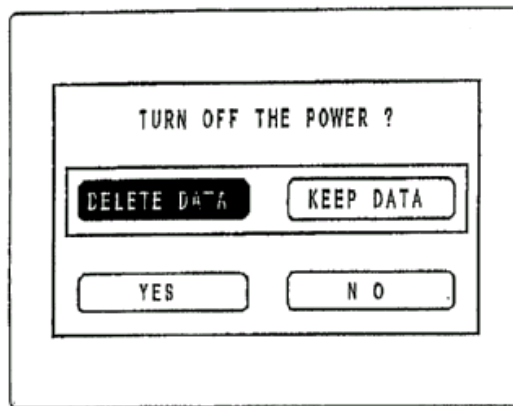 TURN OFF THE POWER ?
DELETE DATA KEEP DATA
YES NO